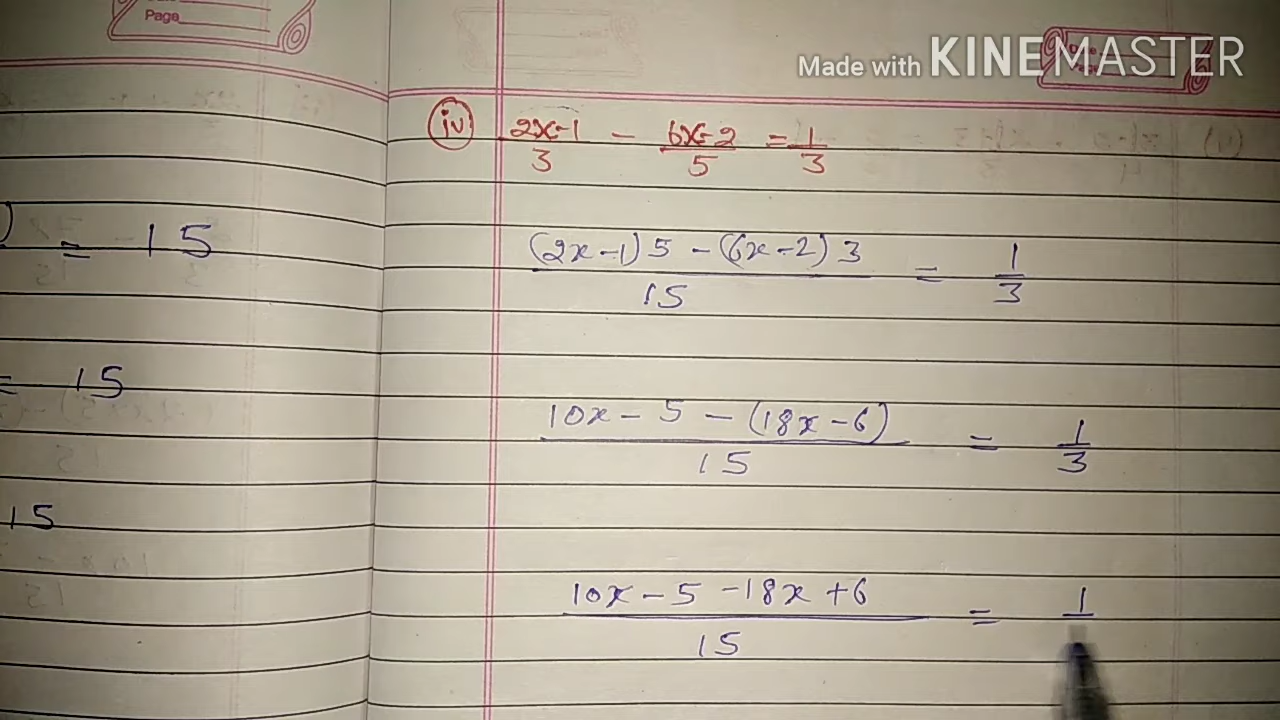 Page
Made with KINEMASTER
(iv) 2x-1/3 - 6x-2/5 = 1/3
= 15
(2x-1)5 - (6x-2)3/15 = 1/3
= 15
10x - 5 - (18x - 6)/15 = 1/3
15
10x - 5 - 18x + 6/15 = 1